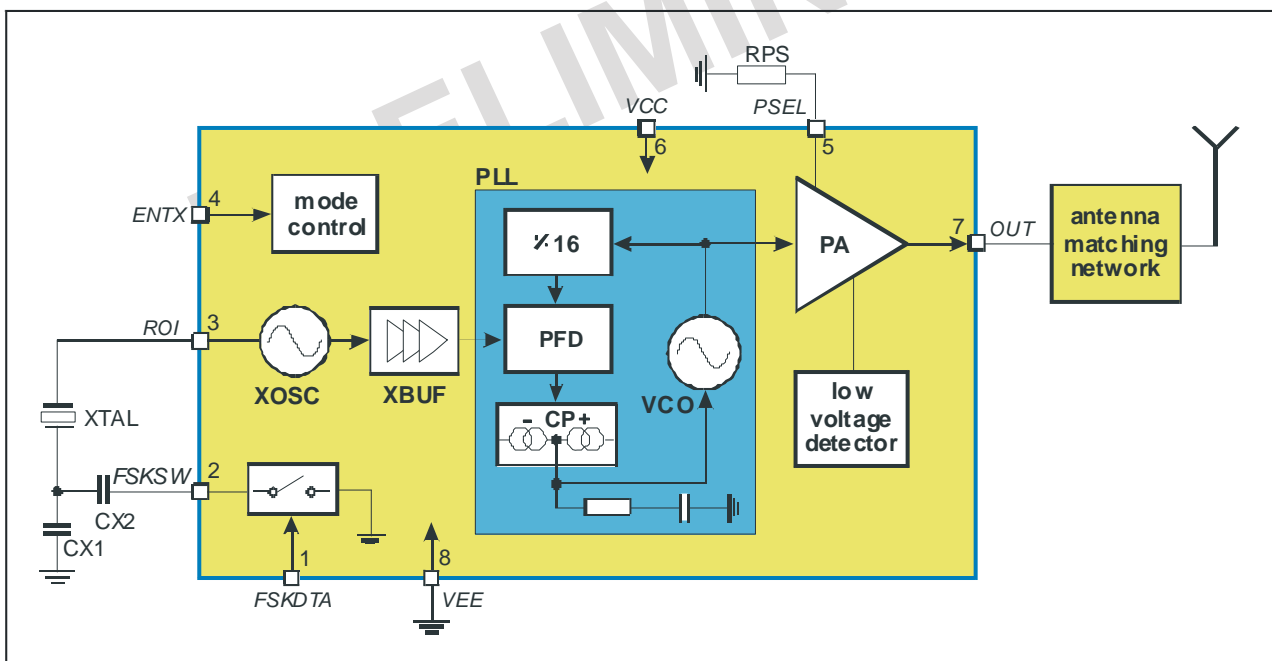 ELIMIN
RPS
VCC
PSEL
6
5
PLL
ENTX
4
mode
control
÷16
PA
7
OUT
antenna
matching
network
ROI
3
XOSC
XBUF
PFD
VCO
XTAL
- CP+
low
voltage
detector
FSKSW
2
CX2
CX1
1
8
FSKDTA
VEE